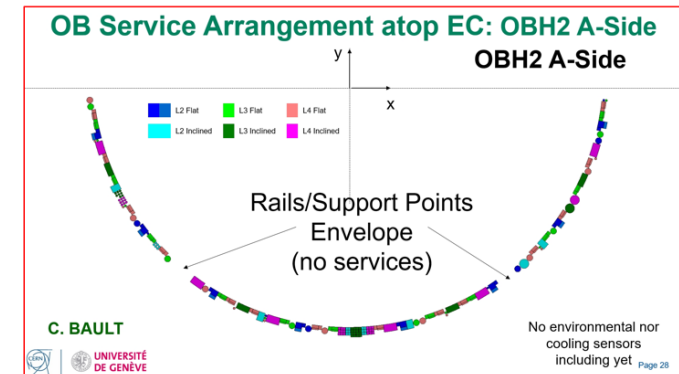 OB Service Arrangement atop EC: OBH2 A-Side
OBH2 A-Side
y
x
L2 Flat
L3 Flat
L4 Flat
L2 Inclined
L3 Inclined
L4 Inclined
Rails/Support Points
Envelope
(no services)
C. BAULT
No environmental nor
cooling sensors
including yet
Page 28
CERN
UNIVERSITÉ
DE GENÈVE